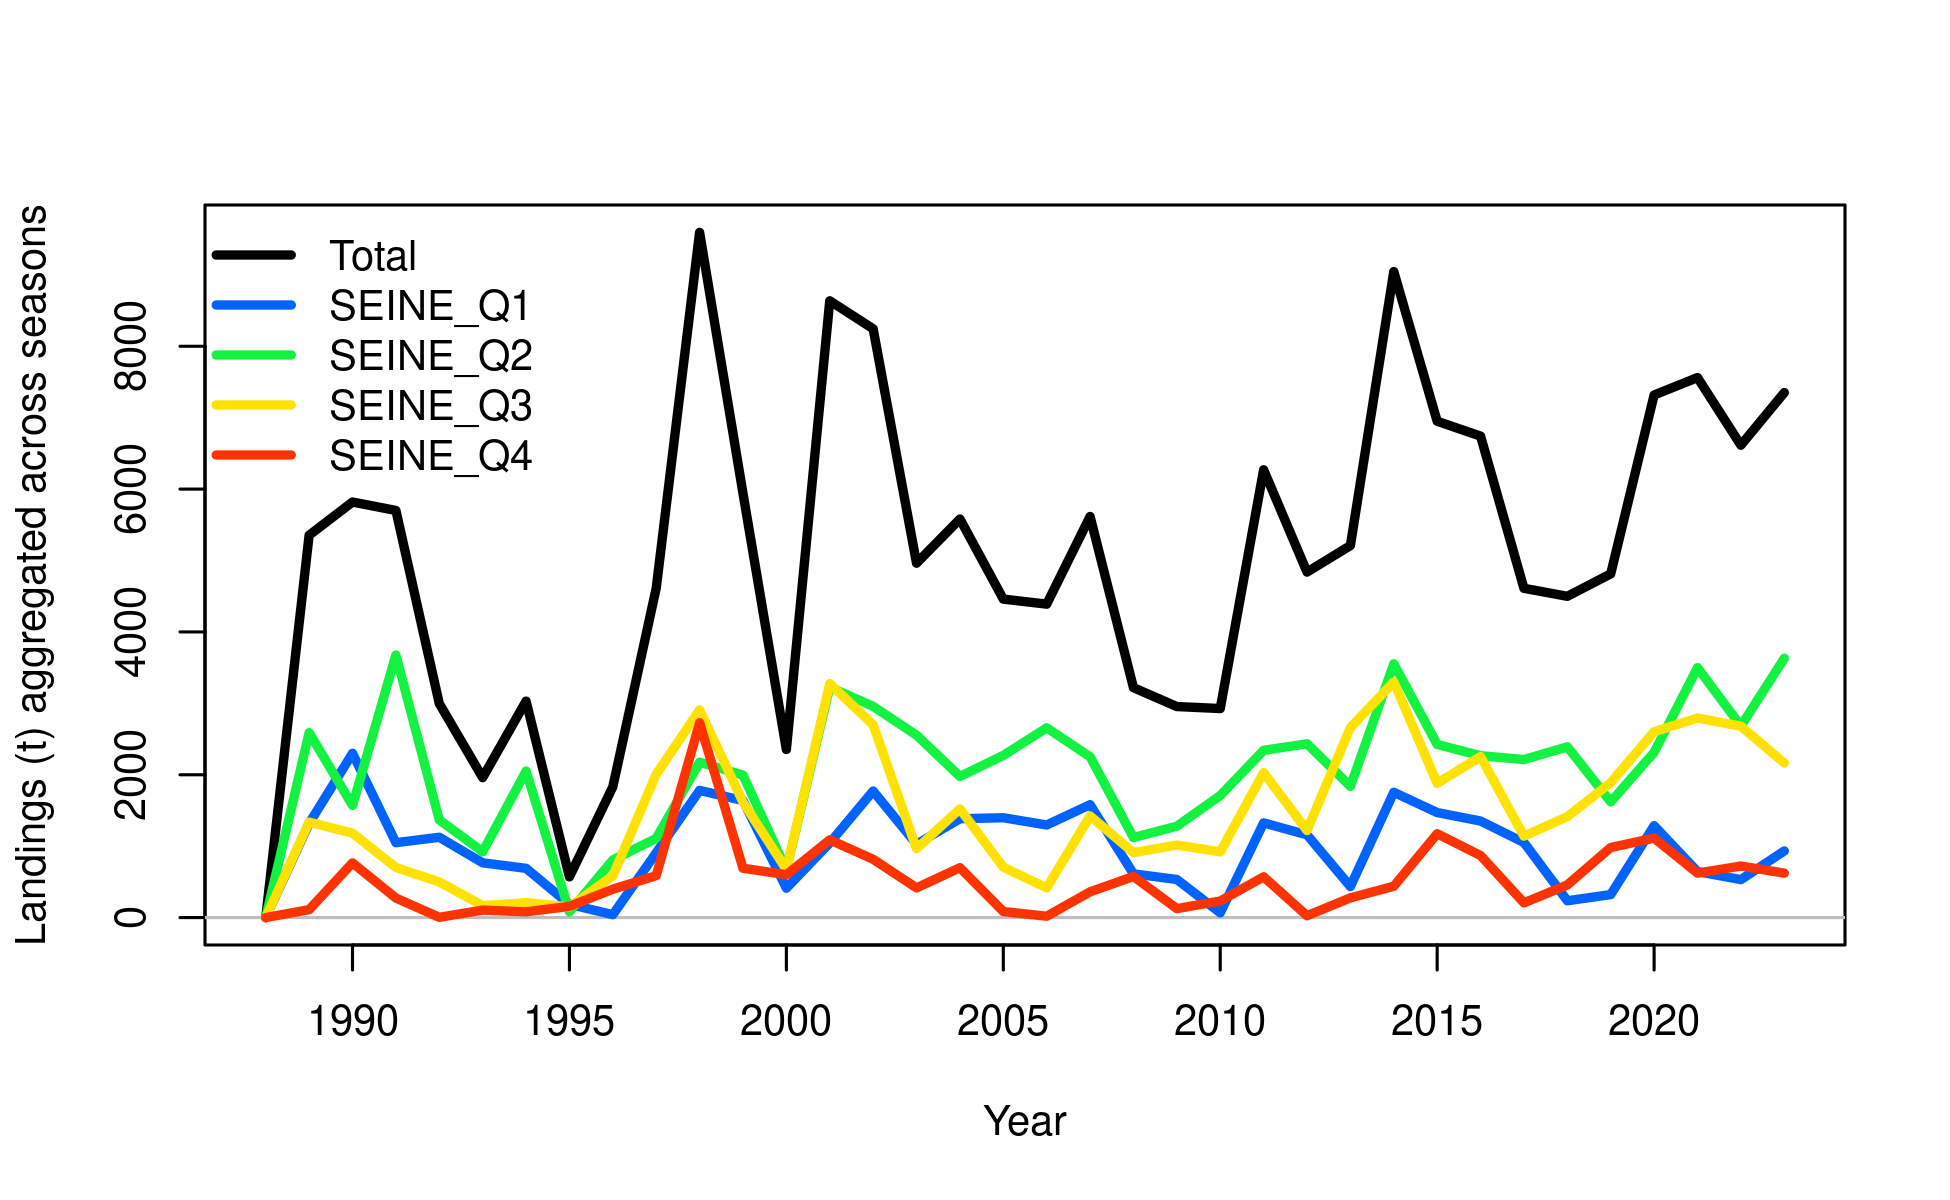 Landings (t) aggregated across seasons
8000
6000
4000
2000
0
Total
SEINE_Q1
SEINE_Q2
SEINE_Q3
SEINE_Q4
1990 1995 2000 2005 2010 2015 2020
Year